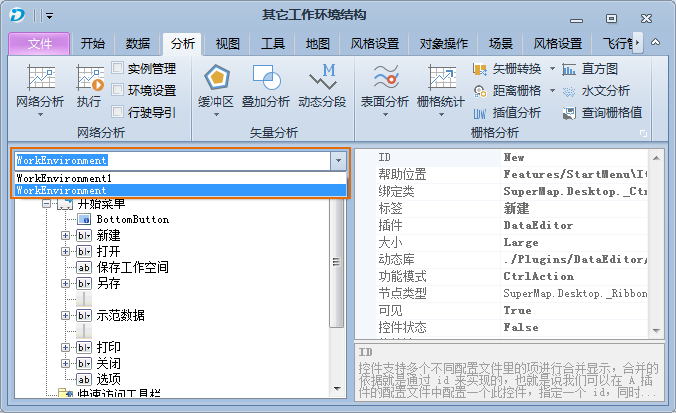 其它工作环境结构
文件 开始 数据 分析 视图 工具 地图 风格设置 对象操作 场景 风格设置 飞行管
网络分析 执行 实例管理 环境设置 行驶导引
网络分析
缓冲区 叠加分析 动态分段
矢量分析
表面分析 栅格统计 矢栅转换 距离栅格 插值分析 直方图 水文分析 查询栅格值
栅格分析
WorkEnvironment
WorkEnvironment1
WorkEnvironment
开始菜单
BottomButton
新建
打开
保存工作空间
另存
示范数据
打印
关闭
选项
快速访问工具栏
ID New
帮助位置 Features/StartMenu\It
绑定类 SuperMap.Desktop._Ctr
标签 新建
插件 DataEditor
大小 Large
动态库 ./Plugins/DataEditor/
功能模式 CtrlAction
节点类型 SuperMap.Desktop._Ribbon
可见 True
控件状态 False
ID
控件支持多个不同配置文件里的项进行合并显示，合并的
依据就是通过 id 来实现的，也就是说我们可以在 A 插
件的配置文件中配置一个此控件，指定一个 id，同时...